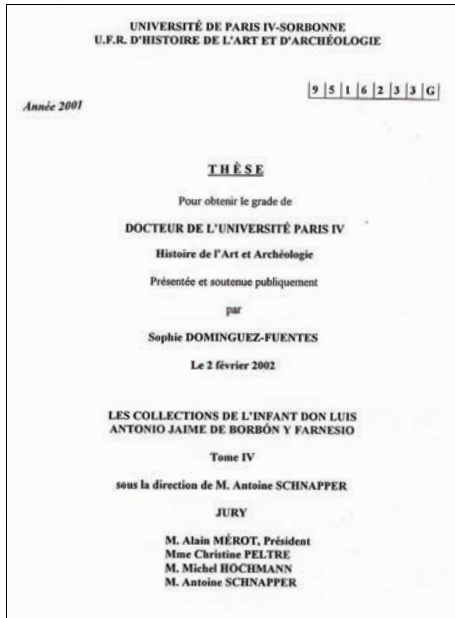 UNIVERSITÉ DE PARIS IV-SORBONNE
U.F.R. D'HISTOIRE DE L'ART ET D'ARCHÉOLOGIE
9 5 1 6 2 3 3 G
Année 2001
THÈSE
Pour obtenir le grade de
DOCTEUR DE L'UNIVERSITÉ PARIS IV
Histoire de l'Art et Archéologie
Présentée et soutenue publiquement
par
Sophie DOMINGUEZ-FUENTES
Le 2 février 2002
LES COLLECTIONS DE L'INFANT DON LUIS
ANTONIO JAIME DE BORBÓN Y FARNESIO
Tome IV
sous la direction de M. Antoine SCHNAPPER
JURY
M. Alain MÉROT, Président
Mme Christine PELTRE
M. Michel HOCHMANN
M. Antoine SCHNAPPER